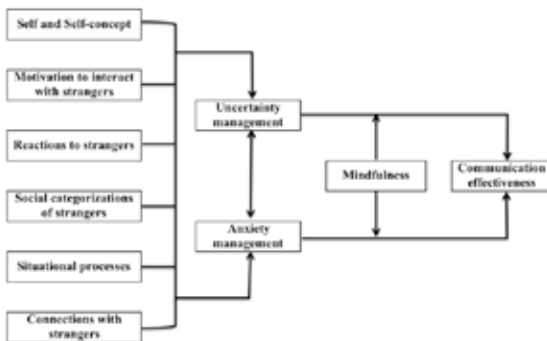 Self and Self-concept
Motivation to interact
with strangers
Reactions to strangers
Social categorizations
of strangers
Situational processes
Connections with
strangers
Uncertainty
management
Anxiety
management
Mindfulness
Communication
effectiveness